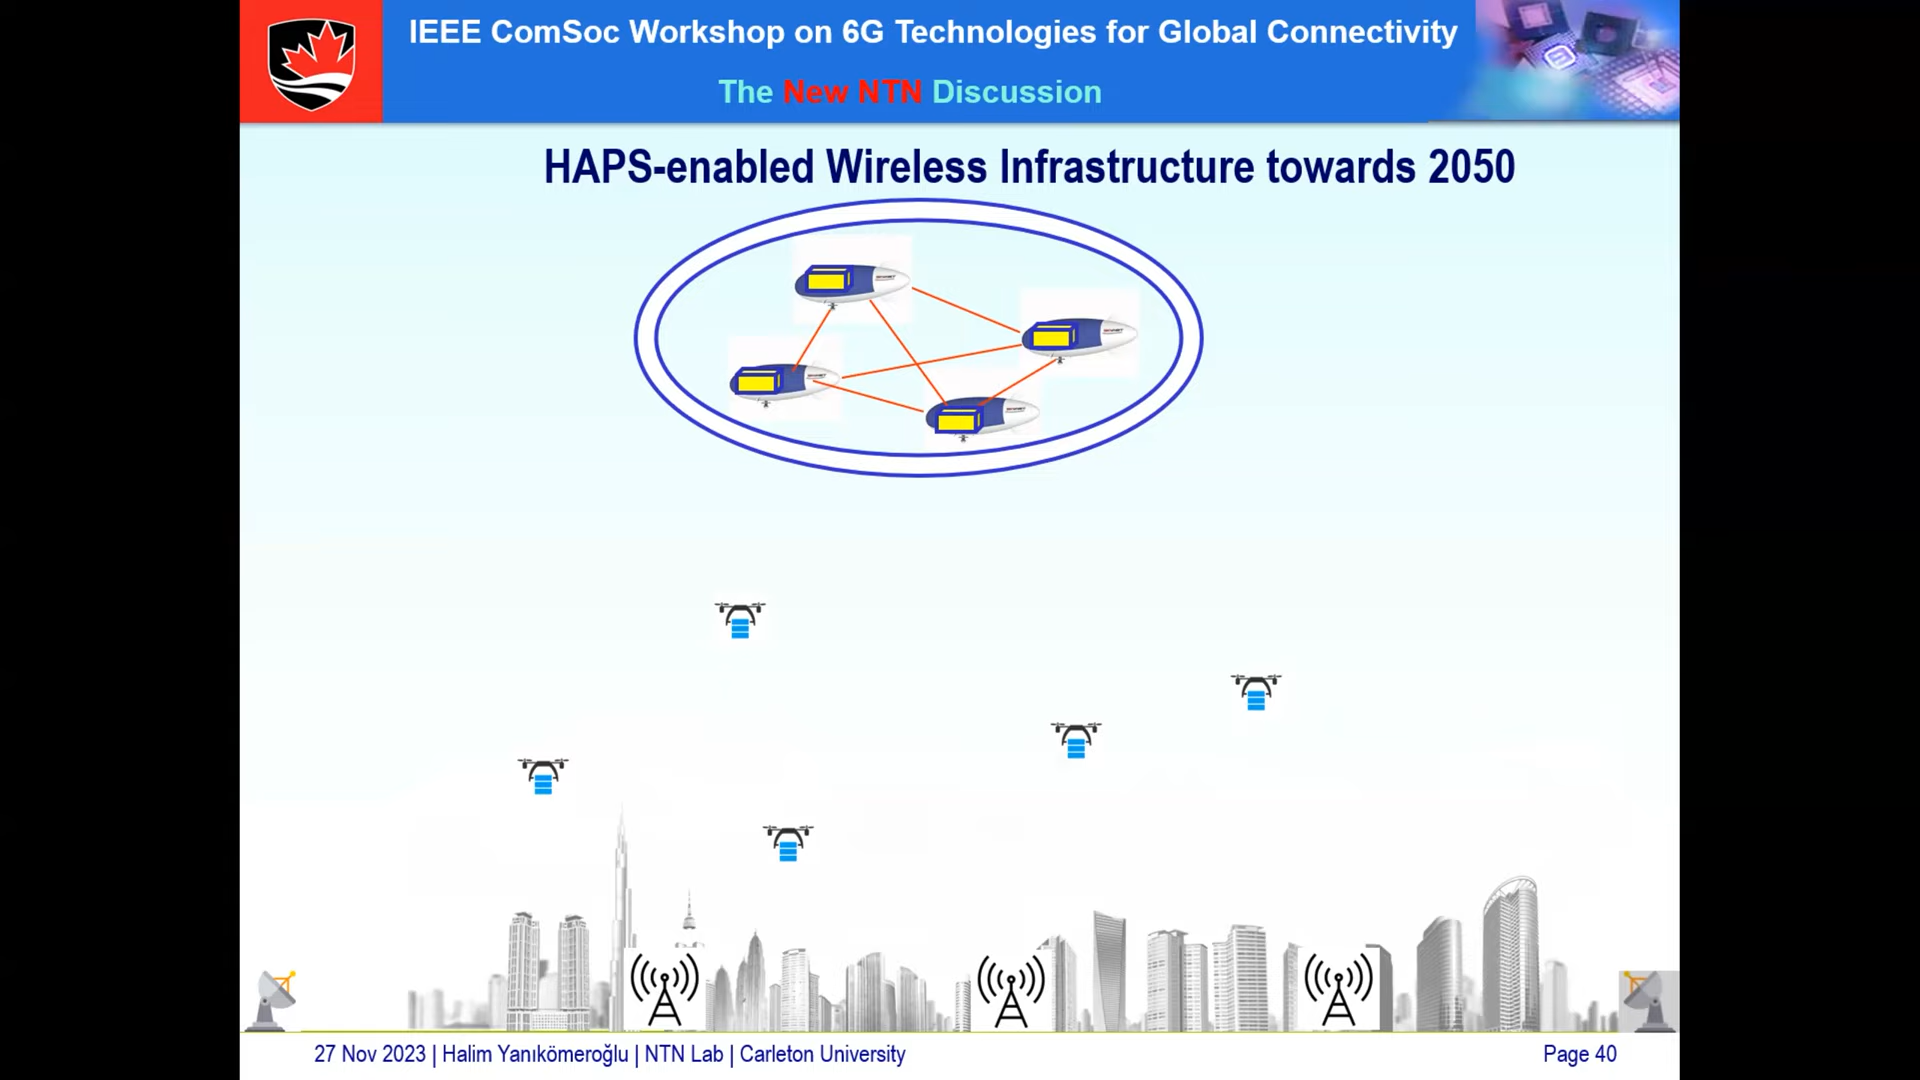 IEEE ComSoc Workshop on 6G Technologies for Global Connectivity
The New NTN Discussion
HAPS-enabled Wireless Infrastructure towards 2050
27 Nov 2023 | Halim Yanıkömeroğlu | NTN Lab | Carleton University
Page 40